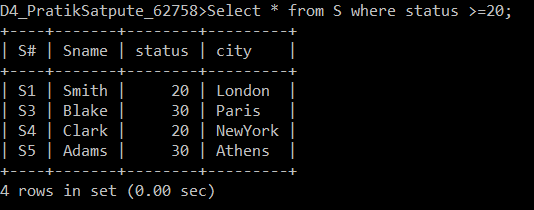 D4_PratikSatpute_62758>Select * from S where status >=20;
+----+-------+--------+---------+
| S# | Sname | status | city    |
+----+-------+--------+---------+
| S1 | Smith |     20 | London  |
| S3 | Blake |     30 | Paris   |
| S4 | Clark |     20 | NewYork |
| S5 | Adams |     30 | Athens  |
+----+-------+--------+---------+
4 rows in set (0.00 sec)